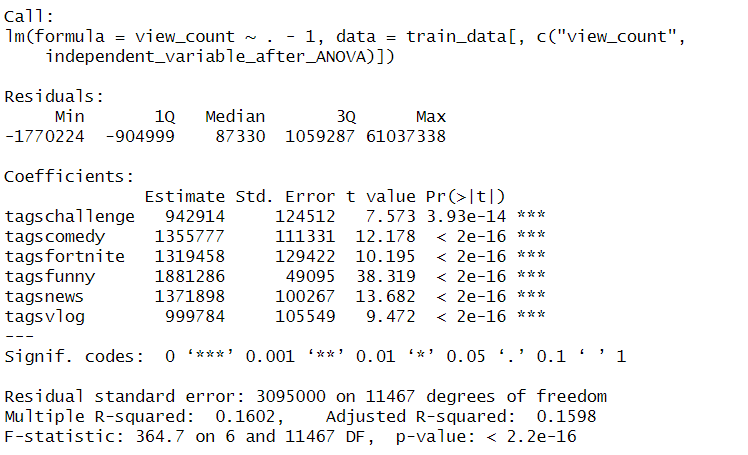 Call:
lm(formula = view_count ~ . - 1, data = train_data[, c("view_count",
    independent_variable_after_ANOVA)])

Residuals:
     Min       1Q   Median       3Q      Max
-1770224  -904999    87330  1059287 61037338

Coefficients:
              Estimate Std. Error t value Pr(>|t|)
tagschallenge   942914     124512   7.573 3.93e-14 ***
tagscomedy     1355777     111331  12.178  < 2e-16 ***
tagsfortnite   1319458     129422  10.195  < 2e-16 ***
tagsfunny      1881286      49095  38.319  < 2e-16 ***
tagsnews       1371898     100267  13.682  < 2e-16 ***
tagsvlog        999784     105549   9.472  < 2e-16 ***
---
Signif. codes:  0 ‘***’ 0.001 ‘**’ 0.01 ‘*’ 0.05 ‘.’ 0.1 ‘ ’ 1

Residual standard error: 3095000 on 11467 degrees of freedom
Multiple R-squared:  0.1602,    Adjusted R-squared:  0.1598
F-statistic: 364.7 on 6 and 11467 DF,  p-value: < 2.2e-16